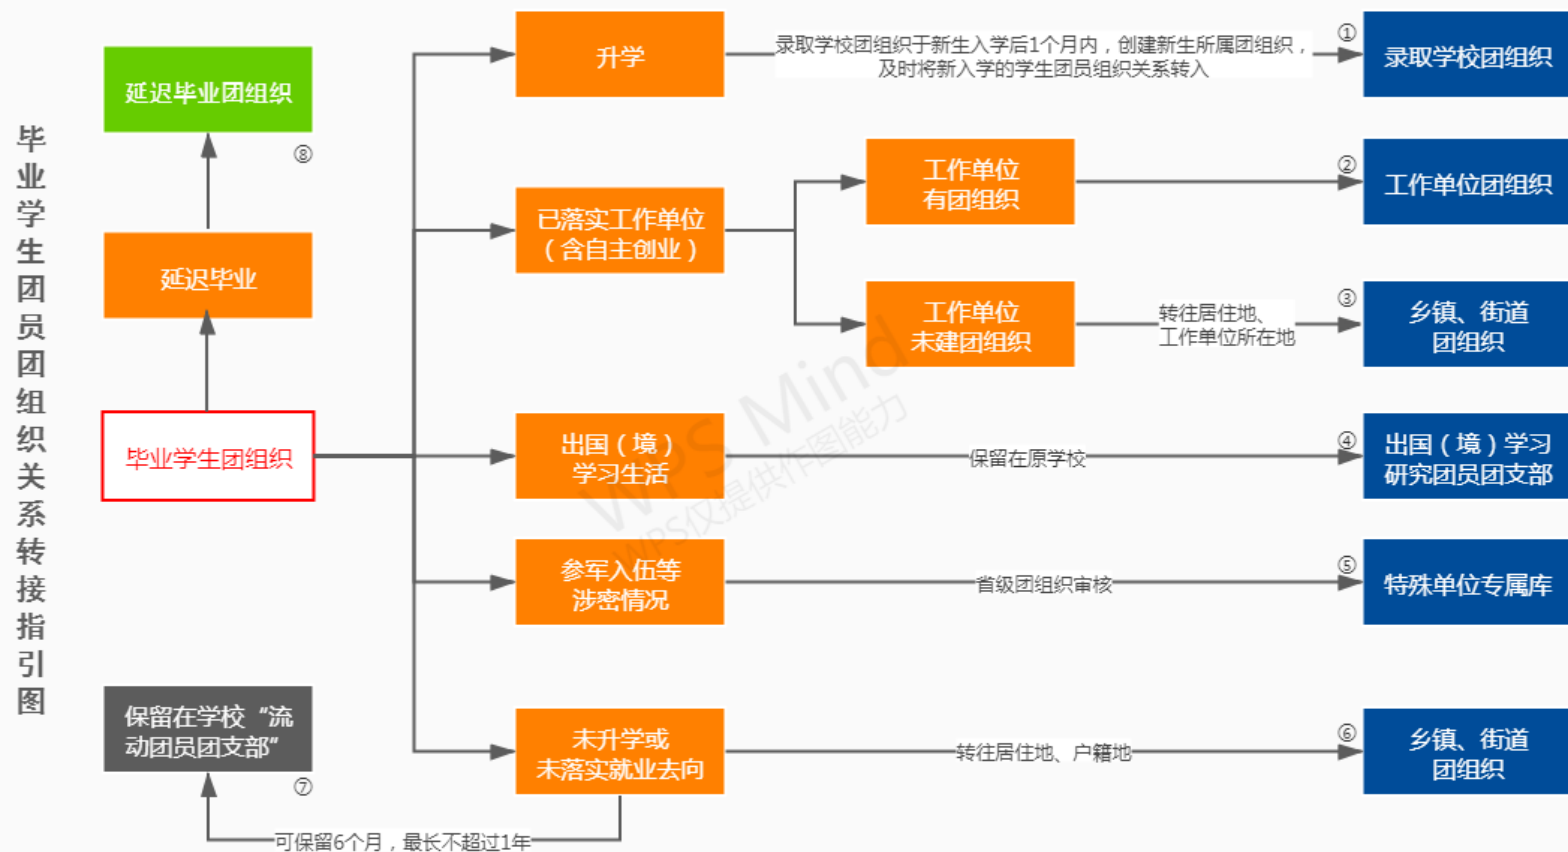 毕业学生团员团组织关系转接指引图
延迟毕业团组织
⑧
延迟毕业
毕业学生团组织
保留在学校“流
动团员团支部”
⑦
可保留6个月，最长不超过1年
升学
录取学校团组织于新生入学后1个月内，创建新生所属团组织，
及时将新入学的学生团员组织关系转入
①
录取学校团组织
已落实工作单位
（含自主创业）
工作单位
有团组织
②
工作单位团组织
工作单位
未建团组织
转往居住地、
工作单位所在地
③
乡镇、街道
团组织
出国（境）
学习生活
保留在原学校
④
出国（境）学习
研究团员团支部
参军入伍等
涉密情况
省级团组织审核
⑤
特殊单位专属库
未升学或
未落实就业去向
转往居住地、户籍地
⑥
乡镇、街道
团组织
WPS Mind
WPS仅提供作图能力